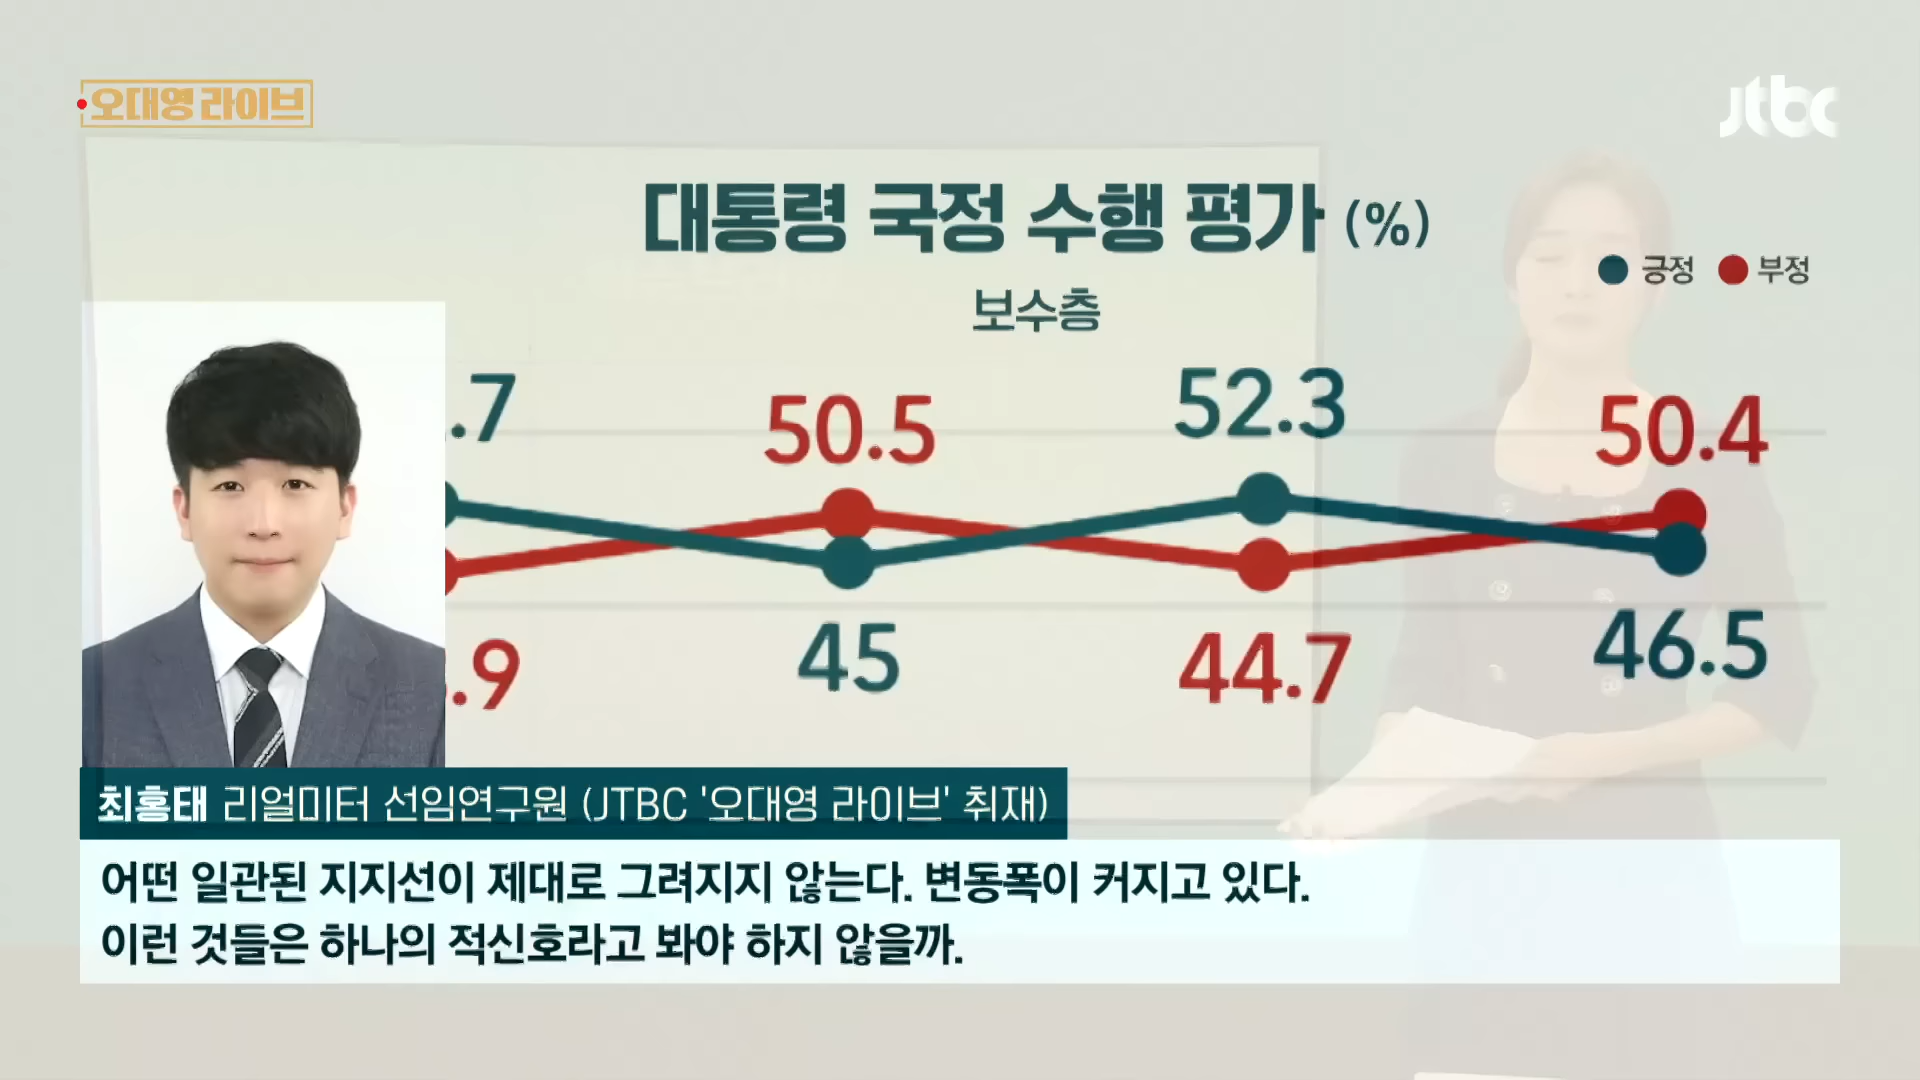 오대영 라이브
jtbc
대통령 국정 수행 평가 (%)
긍정 부정
보수층
.7 50.5 52.3 50.4
.9 45 44.7 46.5
최홍태 리얼미터 선임연구원 (JTBC '오대영 라이브' 취재)
어떤 일관된 지지선이 제대로 그려지지 않는다. 변동폭이 커지고 있다.
이런 것들은 하나의 적신호라고 봐야 하지 않을까.